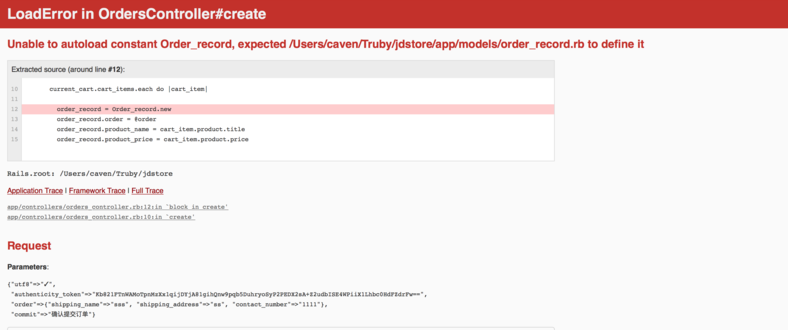 LoadError in OrdersController#create
Unable to autoload constant Order_record, expected /Users/caven/Truby/jdstore/app/models/order_record.rb to define it
Extracted source (around line #12):
10 current_cart.cart_items.each do |cart_item|
11
12 order_record = Order_record.new
13 order_record.order = @order
14 order_record.product_name = cart_item.product.title
15 order_record.product_price = cart_item.product.price
Rails.root: /Users/caven/Truby/jdstore
Application Trace | Framework Trace | Full Trace
app/controllers/orders_controller.rb:12:in `block in create'
app/controllers/orders_controller.rb:10:in `create'
Request
Parameters:
{"utf8"=>"✓",
"authenticity_token"=>
"order"=>{"shipping_name"=>"sss", "shipping_address"=>"ss", "contact_number"=>"1111"},
"commit"=>"确认提交订单"}